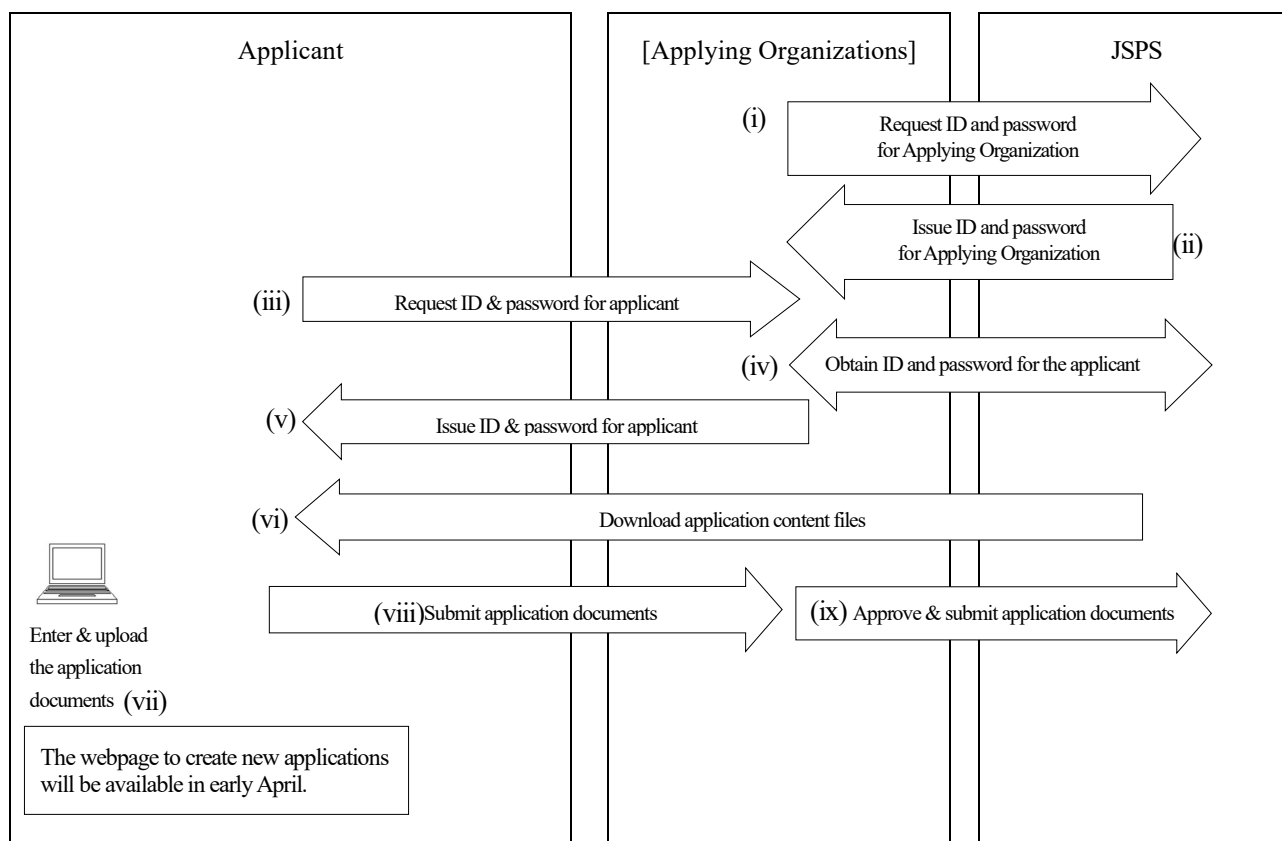 Applicant
[Applying Organizations]
JSPS
(i)
Request ID and password
for Applying Organization
Issue ID and password
for Applying Organization
(ii)
(iii)
Request ID & password for applicant
(iv)
Obtain ID and password for the applicant
(v)
Issue ID & password for applicant
(vi)
Download application content files
(viii) Submit application documents
(ix) Approve & submit application documents
Enter & upload
the application
documents (vii)
The webpage to create new applications
will be available in early April.